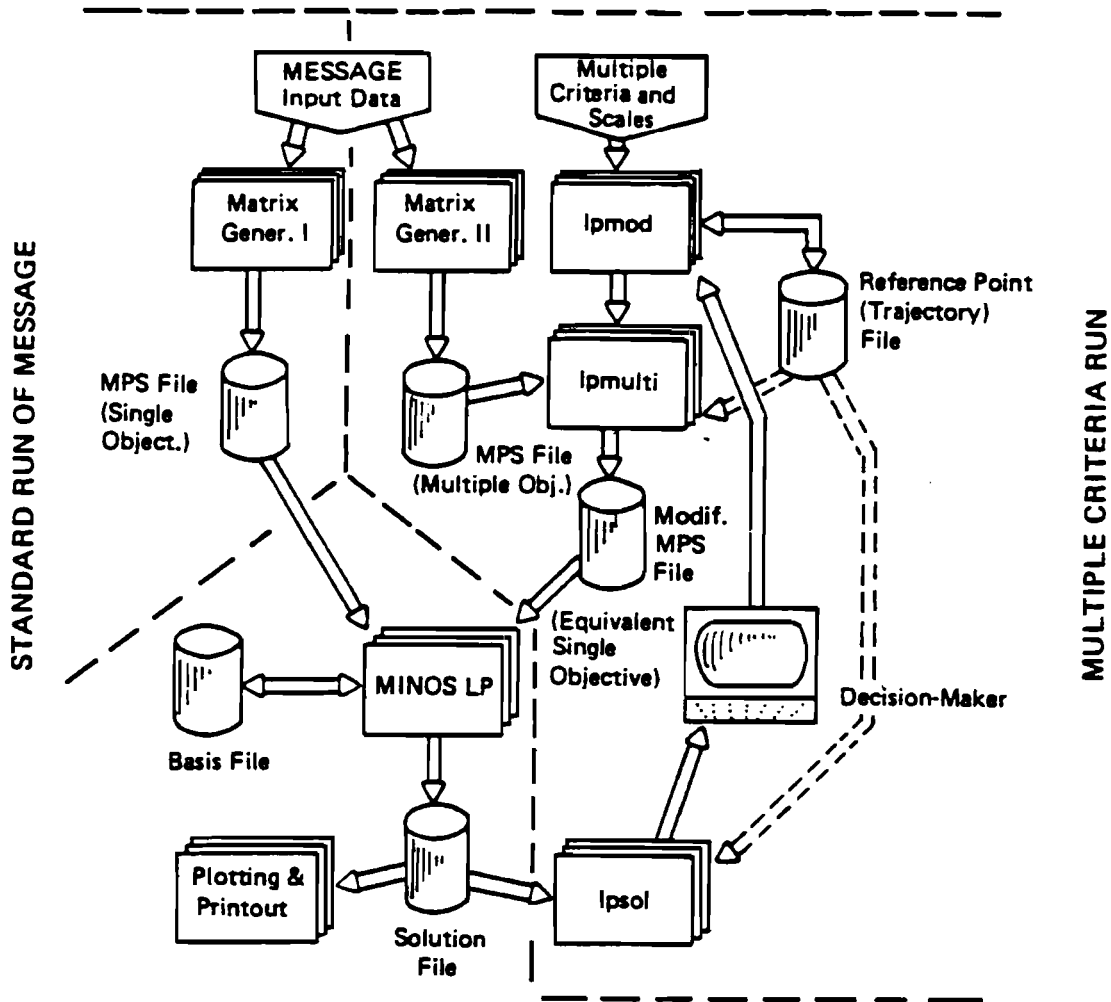 MESSAGE
Input Data
Multiple
Criteria and
Scales
Matrix
Gener. I
Matrix
Gener. II
lpmod
Reference Point
(Trajectory)
File
MPS File
(Single
Object.)
lpmulti
MPS File
(Multiple Obj.)
Modif.
MPS
File
(Equivalent
Single
Objective)
MINOS LP
Basis File
Decision-Maker
Plotting &
Printout
Solution
File
lpsol
STANDARD RUN OF MESSAGE
MULTIPLE CRITERIA RUN